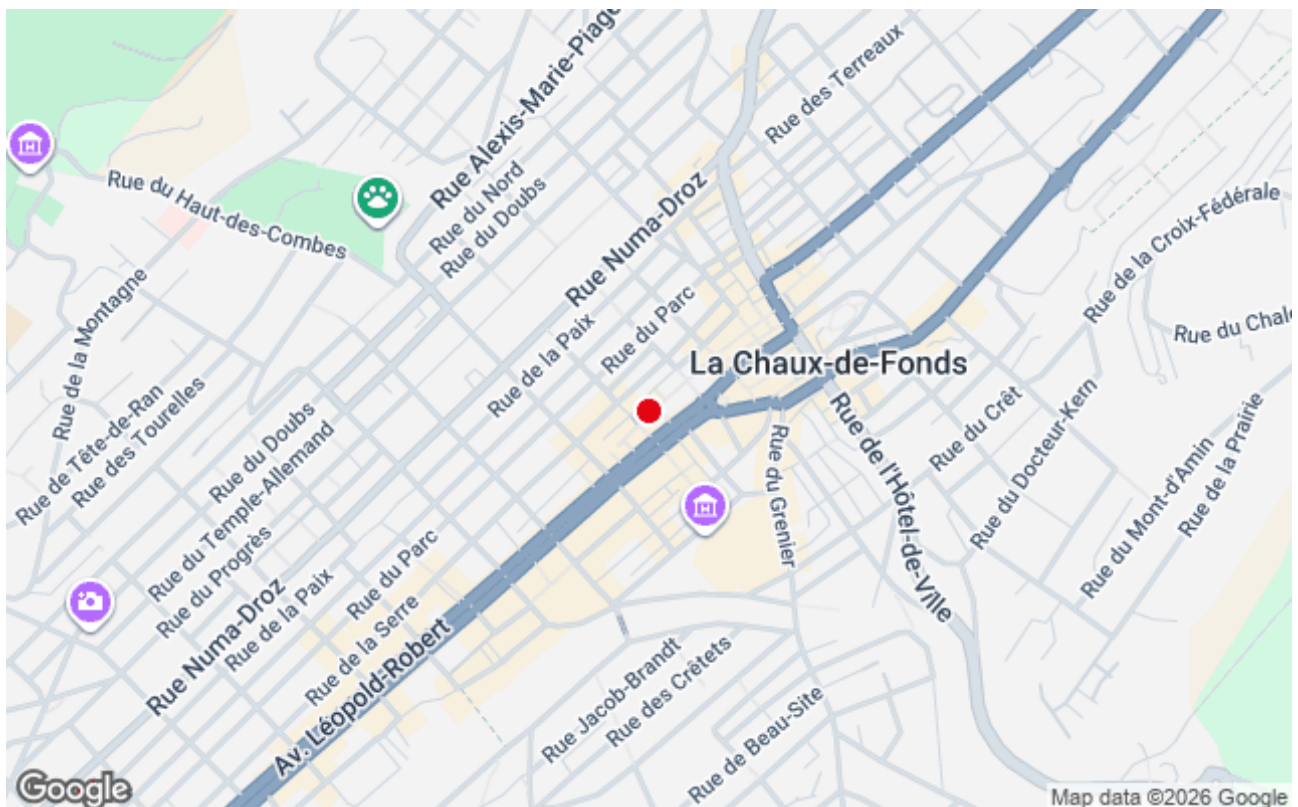 Rue Alexis-Marie-Piage
Rue des Terreaux
Rue du Haut-des-Combes
Rue du Nord
Rue du Doubs
Rue Numa-Droz
Rue de la Croix-Fédérale
Rue du Parc
Rue de la Paix
Rue du Chale
Rue de la Montagne
La Chaux-de-Fonds
Rue de Tête-de-Ran
Rue des Tourelles
Rue du Doubs
Rue du Temple-Allemand
Rue du Progrès
Rue Numa-Droz
Rue de la Paix
Rue du Parc
Rue de la Serre
Av. Léopold-Robert
Rue du Grenier
Rue de l'Hôtel-de-Ville
Rue du Crêt
Rue du Docteur-Kern
Rue du Mont-d'Amin
Rue de la Prairie
Rue Jacob-Brandt
Rue des Crêtets
Rue de Beau-Site
Google
Map data ©2026 Google